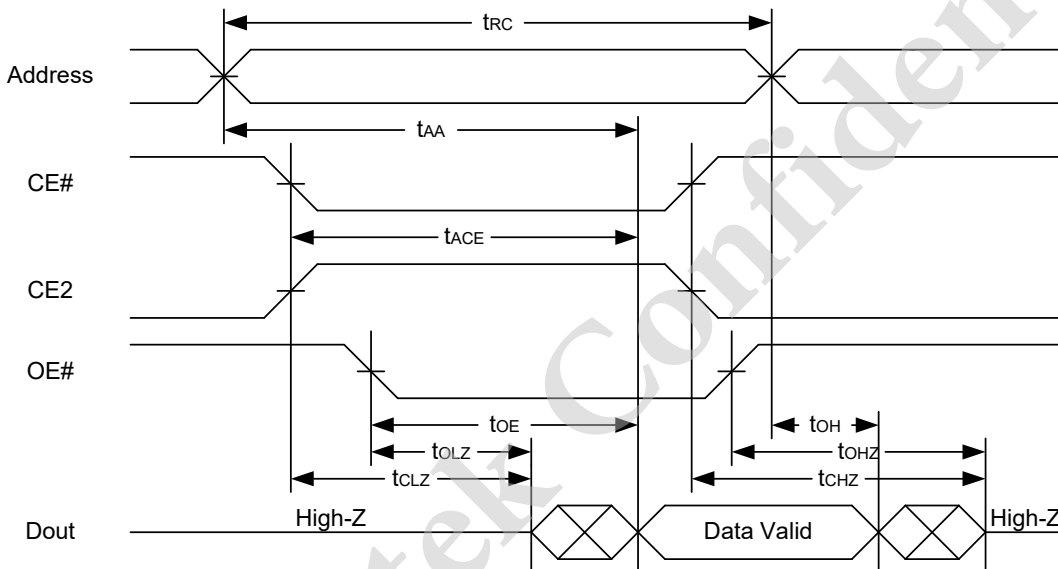 tRC
Address
tAA
CE#
tACE
CE2
OE#
tOE
tOH
tOLZ
tOHZ
tCLZ
tCHZ
High-Z
High-Z
Dout
Data Valid
tek Confiden